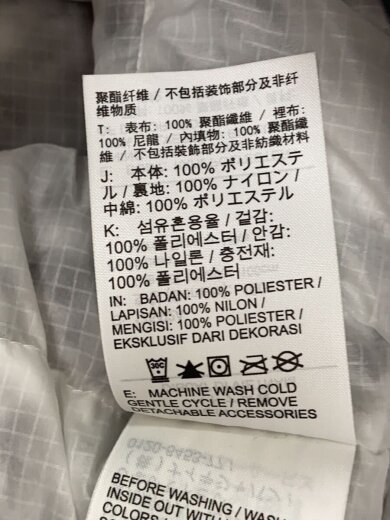 聚酯纤维 / 不包括装饰部分及非纤
维物质
T: 表布: 100% 聚酯纖維 / 裡布:
100% 尼龍 / 內填物: 100% 聚酯纖
維 / 不包括裝飾部分及非紡織材料
J: 本体: 100% ポリエステ
ル / 裏地: 100% ナイロン /
中綿: 100% ポリエステル
K: 섬유혼용율 / 겉감:
100% 폴리에스터 / 안감:
100% 나일론 / 충전재:
100% 폴리에스터
IN: BADAN: 100% POLIESTER /
LAPISAN: 100% NILON /
MENGISI: 100% POLIESTER /
EKSKLUSIF DARI DEKORASI
30C
E: MACHINE WASH COLD
GENTLE CYCLE / REMOVE
DETACHABLE ACCESSORIES
BEFORE WASHING / WASH
INSIDE OUT WITH
COLORS